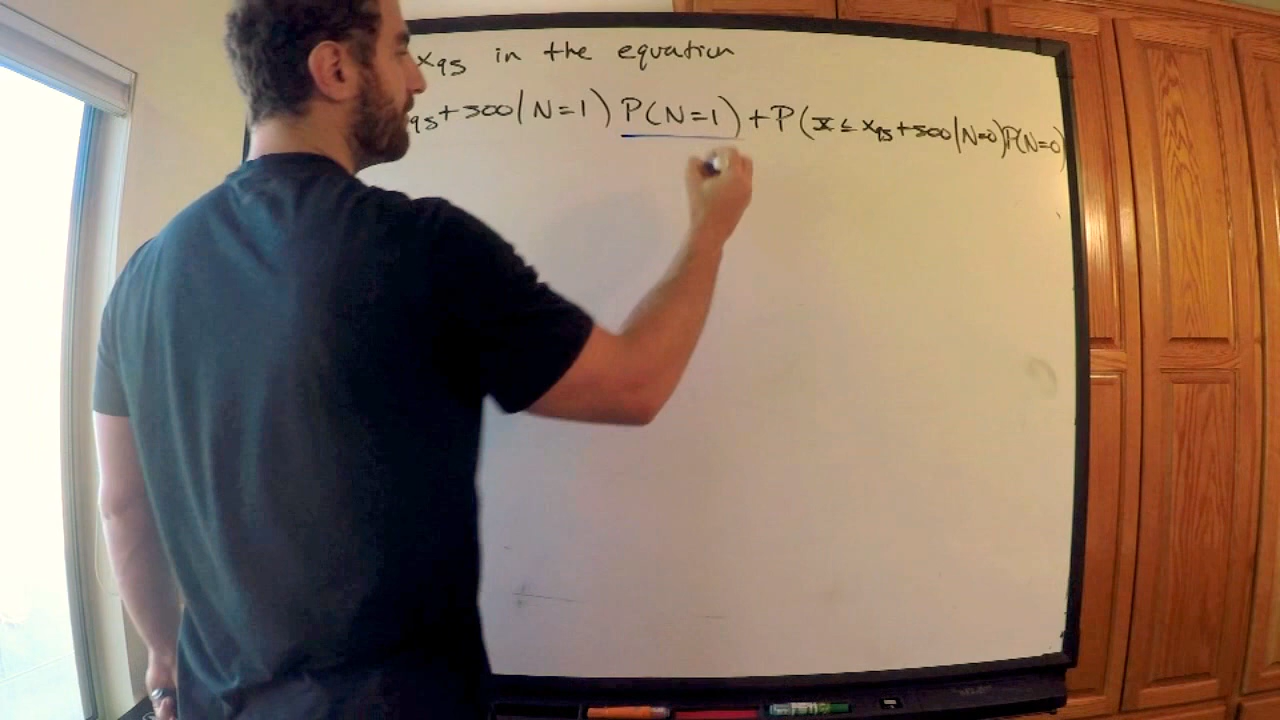 x95 in the equation
95+500|N=1) P(N=1)+P(x≤x95+500|N=0)P(N=0)